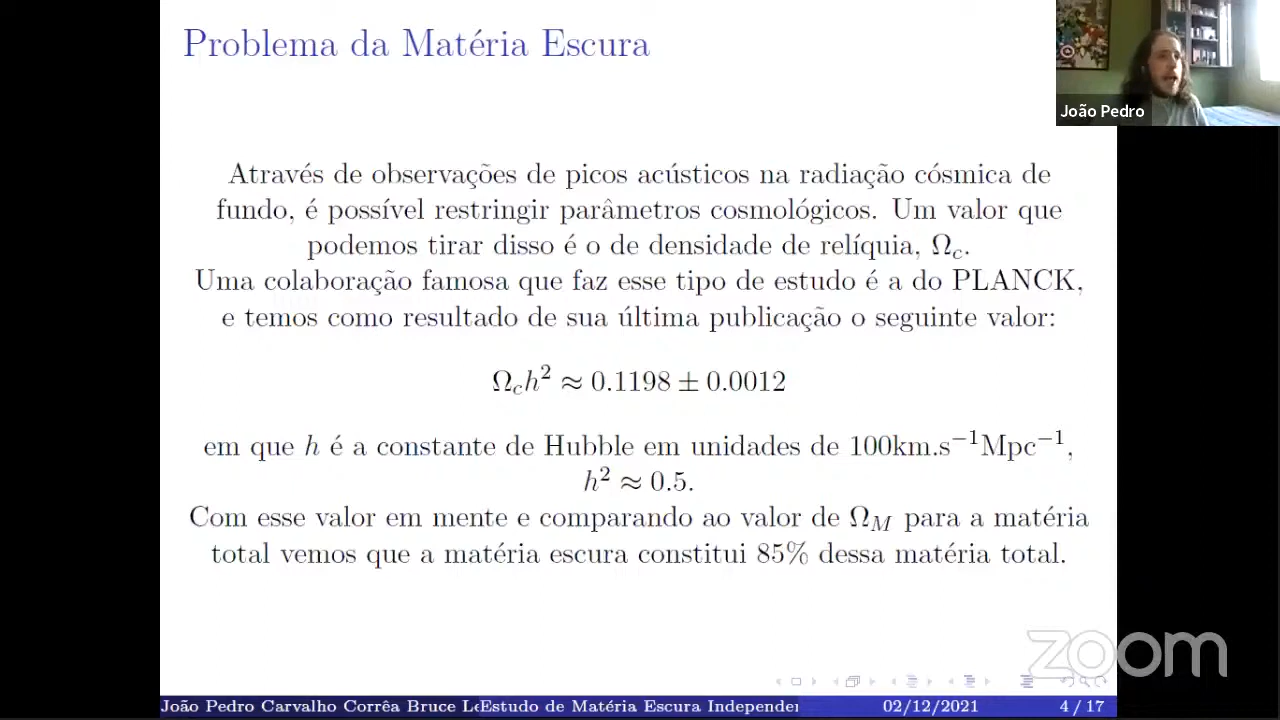 Problema da Matéria Escura
João Pedro
Através de observações de picos acústicos na radiação cósmica de
fundo, é possível restringir parâmetros cosmológicos. Um valor que
podemos tirar disso é o de densidade de relíquia, Ω_c.
Uma colaboração famosa que faz esse tipo de estudo é a do PLANCK,
e temos como resultado de sua última publicação o seguinte valor:
Ω_c h² ≈ 0.1198 ± 0.0012
em que h é a constante de Hubble em unidades de 100km.s⁻¹Mpc⁻¹,
h² ≈ 0.5.
Com esse valor em mente e comparando ao valor de Ω_M para a matéria
total vemos que a matéria escura constitui 85% dessa matéria total.
zoom
João Pedro Carvalho Corrêa Bruce Le Estudo de Matéria Escura Independen 02/12/2021 4 / 17